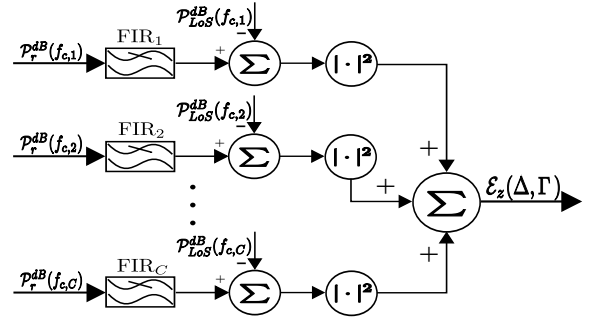 𝒫_LoS^dB(f_c,1)
FIR_1
𝒫_r^dB(f_c,1) + − Σ |·|²
𝒫_LoS^dB(f_c,2)
FIR_2
𝒫_r^dB(f_c,2) + − Σ |·|² +
+ Σ ℰ_z(Δ, Γ)
𝒫_LoS^dB(f_c,C)
FIR_C
+
𝒫_r^dB(f_c,C) + − Σ |·|²